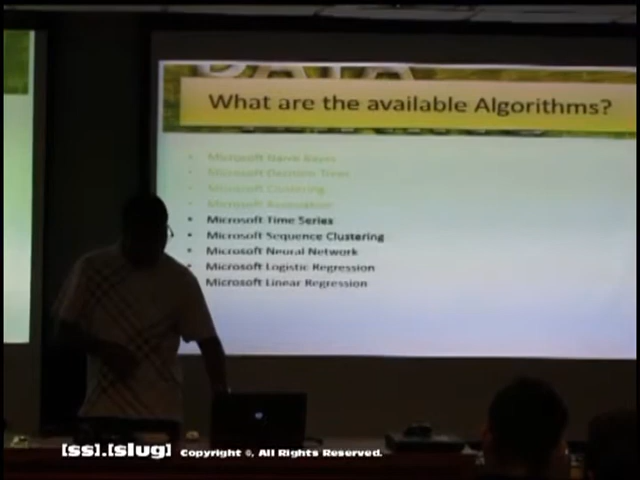 DATA
What are the available Algorithms?
• Microsoft Naive Bayes
• Microsoft Decision Trees
• Microsoft Clustering
• Microsoft Association
• Microsoft Time Series
• Microsoft Sequence Clustering
• Microsoft Neural Network
• Microsoft Logistic Regression
Microsoft Linear Regression
[ss].[slug] Copyright ©, All Rights Reserved.